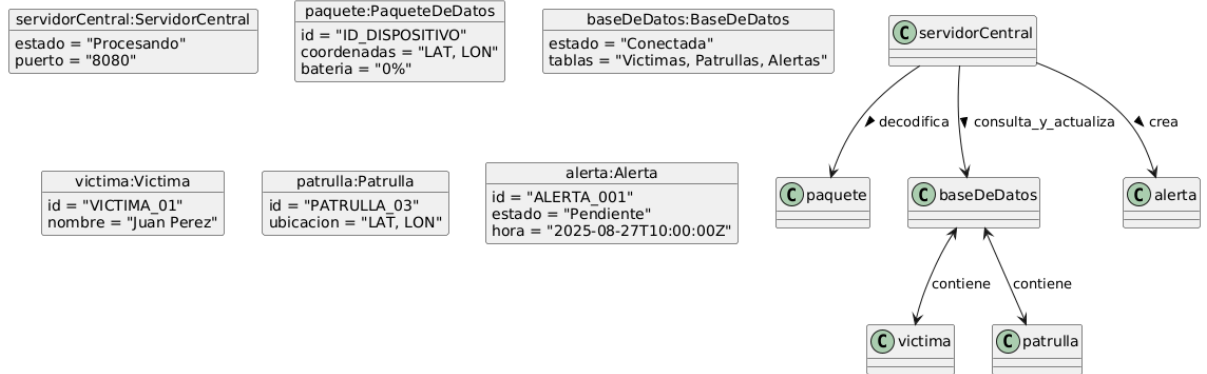 servidorCentral:ServidorCentral
estado = "Procesando"
puerto = "8080"
paquete:PaqueteDeDatos
id = "ID_DISPOSITIVO"
coordenadas = "LAT, LON"
bateria = "0%"
baseDeDatos:BaseDeDatos
estado = "Conectada"
tablas = "Victimas, Patrullas, Alertas"
C servidorCentral
decodifica
consulta_y_actualiza
crea
victima:Victima
id = "VICTIMA_01"
nombre = "Juan Perez"
patrulla:Patrulla
id = "PATRULLA_03"
ubicacion = "LAT, LON"
alerta:Alerta
id = "ALERTA_001"
estado = "Pendiente"
hora = "2025-08-27T10:00:00Z"
C paquete
C baseDeDatos
C alerta
contiene
contiene
C victima
C patrulla